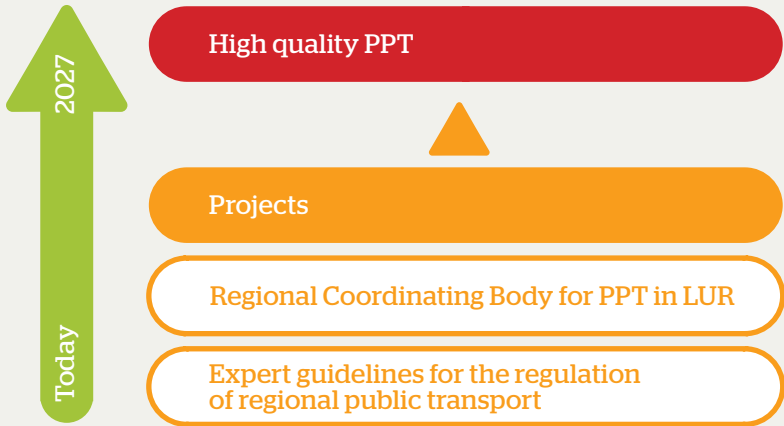 2027
High quality PPT
Projects
Regional Coordinating Body for PPT in LUR
Today
Expert guidelines for the regulation
of regional public transport